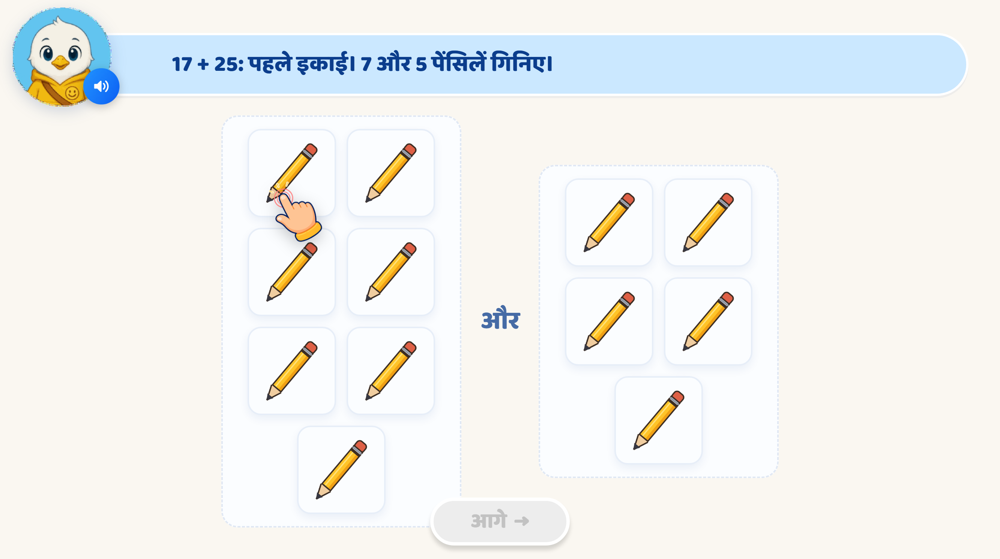 17 + 25: पहले इकाई। 7 और 5 पेंसिलें गिनिए।
और
आगे →